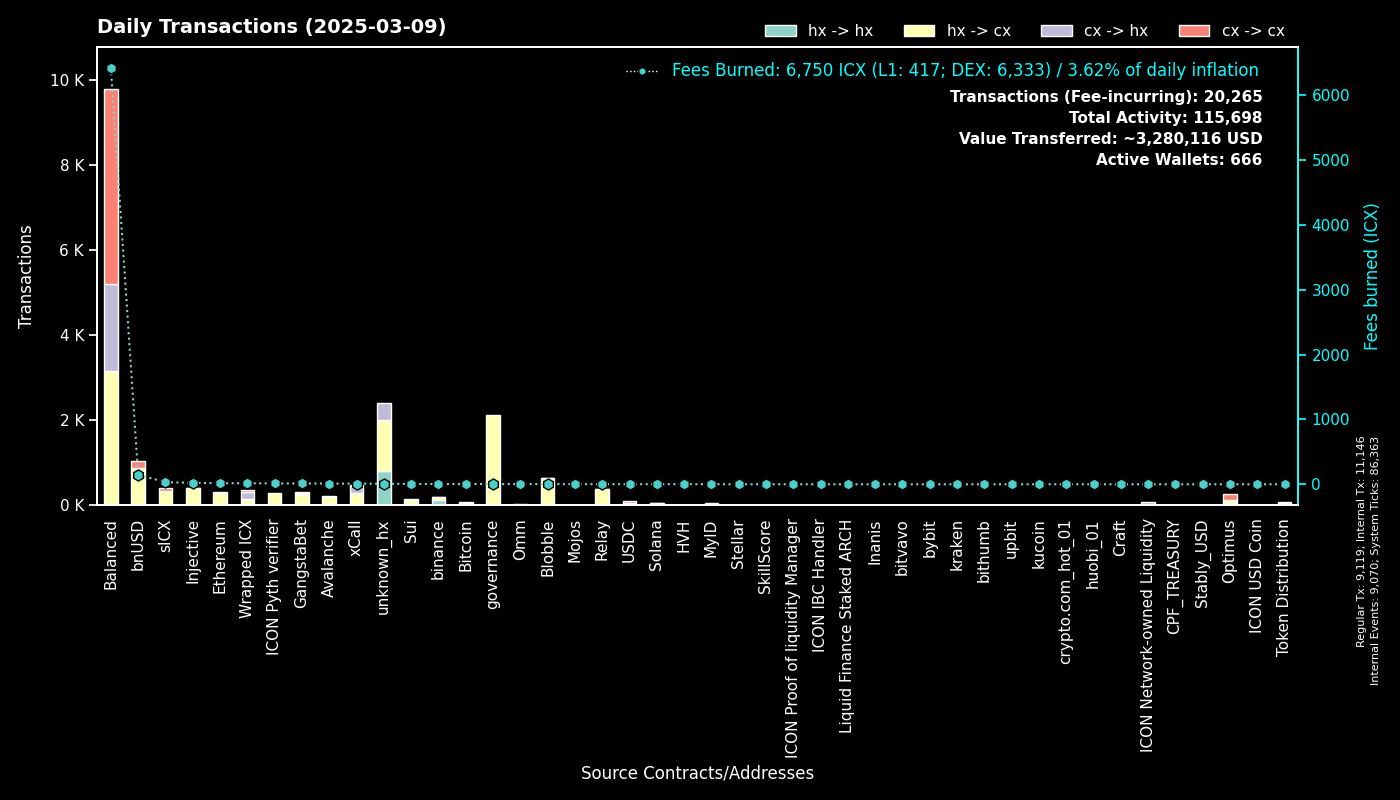 Daily Transactions (2025-03-09)
hx -> hx
hx -> cx
cx -> hx
cx -> cx
Fees Burned: 6,750 ICX (L1: 417; DEX: 6,333) / 3.62% of daily inflation
Transactions (Fee-incurring): 20,265
Total Activity: 115,698
Value Transferred: ~3,280,116 USD
Active Wallets: 666
10 K
8 K
6 K
4 K
2 K
0 K
Transactions
6000
5000
4000
3000
2000
1000
0
Fees burned (ICX)
Regular Tx: 9,119; Internal Tx: 11,146
Internal Events: 9,070; System Ticks: 86,363
Balanced
bnUSD
sICX
Injective
Ethereum
Wrapped ICX
ICON Pyth verifier
GangstaBet
Avalanche
xCall
unknown_hx
Sui
binance
Bitcoin
governance
Omm
Blobble
Mojos
Relay
USDC
Solana
HVH
MyID
Stellar
SkillScore
ICON Proof of liquidity Manager
ICON IBC Handler
Liquid Finance Staked ARCH
Inanis
bitvavo
bybit
kraken
bithumb
upbit
kucoin
crypto.com_hot_01
huobi_01
Craft
ICON Network-owned Liquidity
CPF_TREASURY
Stably_USD
Optimus
ICON USD Coin
Token Distribution
Source Contracts/Addresses